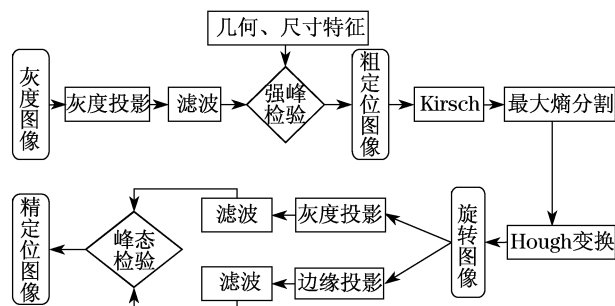 几何、尺寸特征
灰度图像
灰度投影
滤波
强峰
检验
粗定位图像
Kirsch
最大熵分割
精定位图像
峰态
检验
滤波
灰度投影
滤波
边缘投影
旋转图像
Hough变换